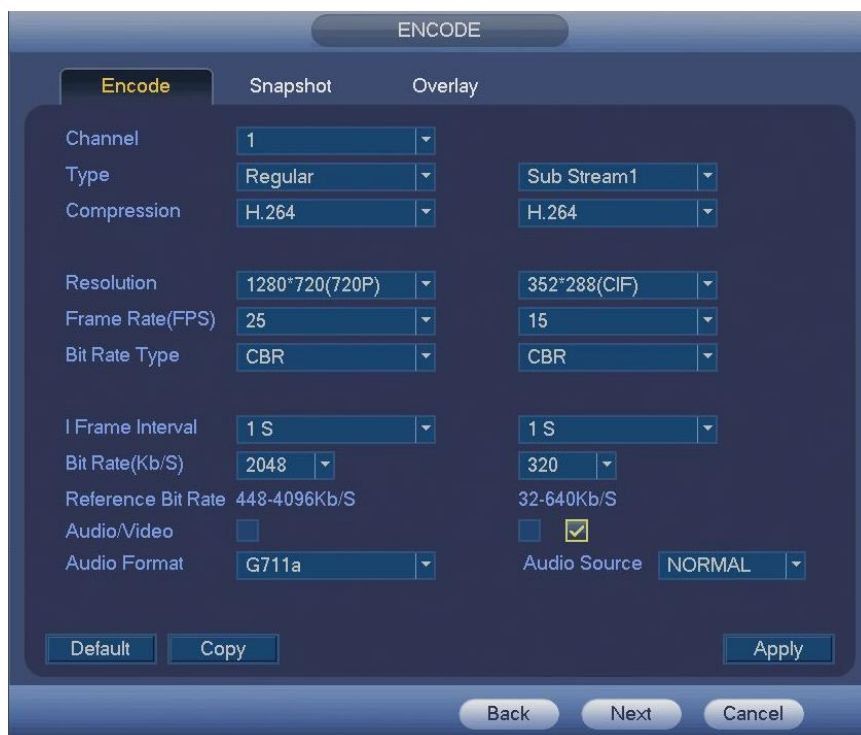 ENCODE
Encode Snapshot Overlay
Channel 1
Type Regular Sub Stream1
Compression H.264 H.264
Resolution 1280*720(720P) 352*288(CIF)
Frame Rate(FPS) 25 15
Bit Rate Type CBR CBR
I Frame Interval 1 S 1 S
Bit Rate(Kb/S) 2048 320
Reference Bit Rate 448-4096Kb/S 32-640Kb/S
Audio/Video
Audio Format G711a Audio Source NORMAL
Default Copy Apply
Back Next Cancel